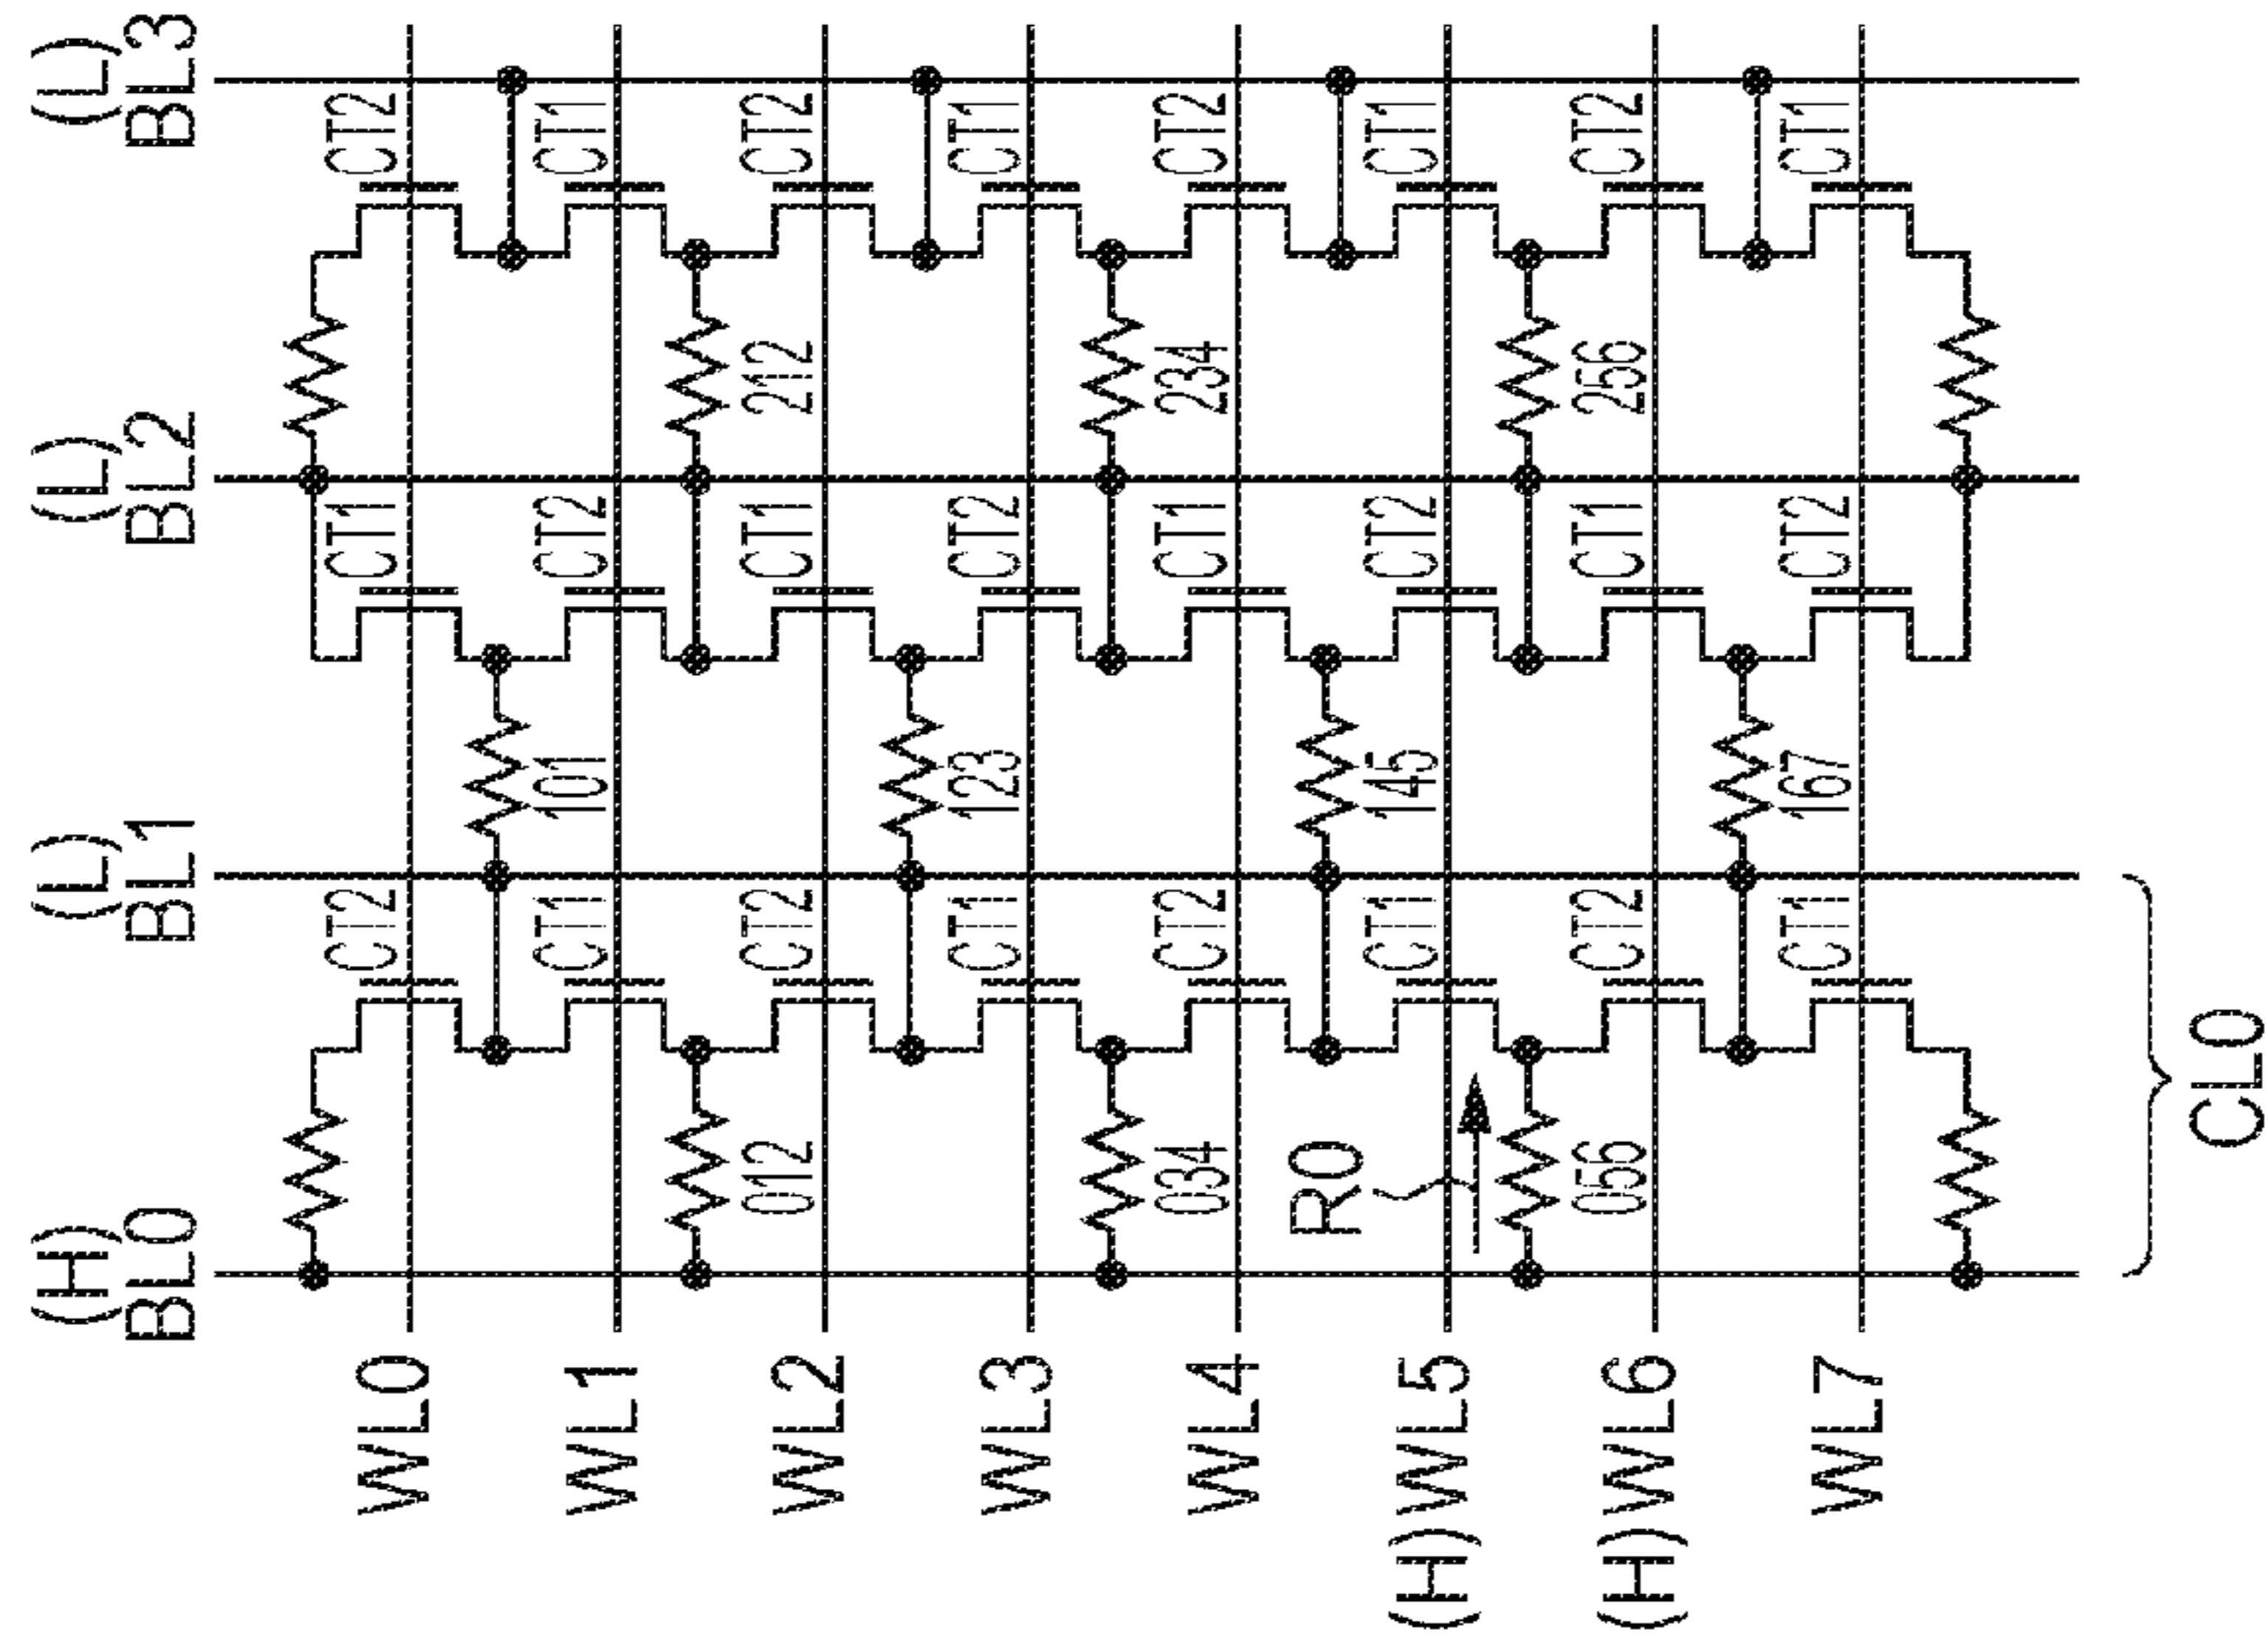 (H) (L) (L) (L)
BL0 BL1 BL2 BL3
WL0 CT2 CT1 CT2
101
WL1 CT1 CT2 CT1
012 212
WL2 CT2 CT1 CT2
123
WL3 CT1 CT2 CT1
034 234
WL4 CT2 CT1 CT2
R0 145
(H)WL5 CT1 CT2 CT1
056 256
(H)WL6 CT2 CT1 CT2
167
WL7 CT1 CT2 CT1
CL0